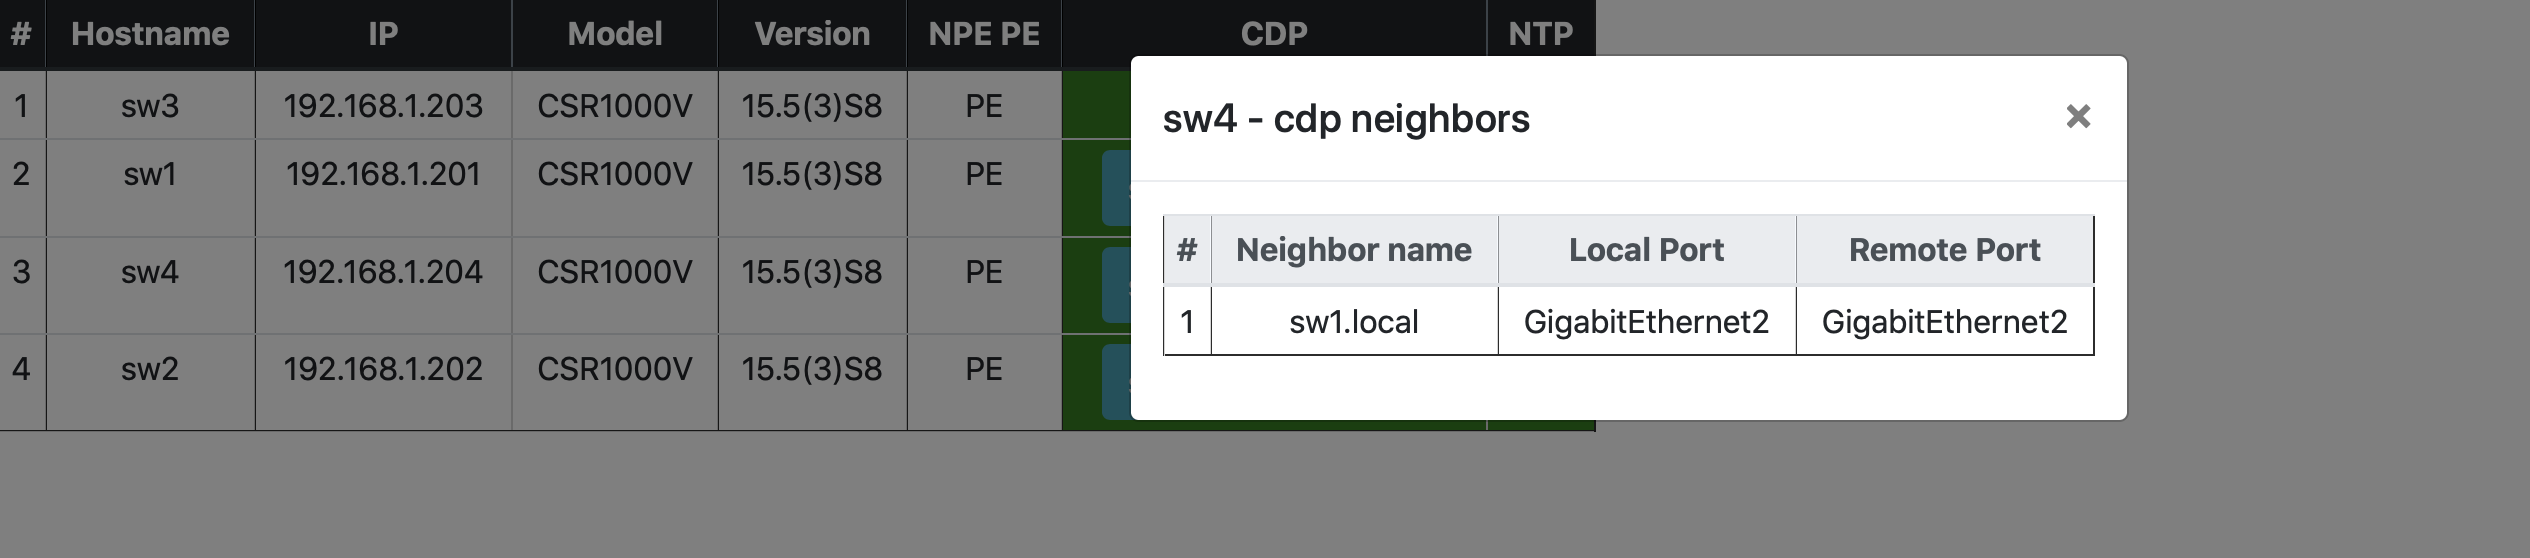 # Hostname IP Model Version NPE PE CDP NTP
1 sw3 192.168.1.203 CSR1000V 15.5(3)S8 PE
2 sw1 192.168.1.201 CSR1000V 15.5(3)S8 PE
3 sw4 192.168.1.204 CSR1000V 15.5(3)S8 PE
4 sw2 192.168.1.202 CSR1000V 15.5(3)S8 PE
sw4 - cdp neighbors ×
# Neighbor name Local Port Remote Port
1 sw1.local GigabitEthernet2 GigabitEthernet2